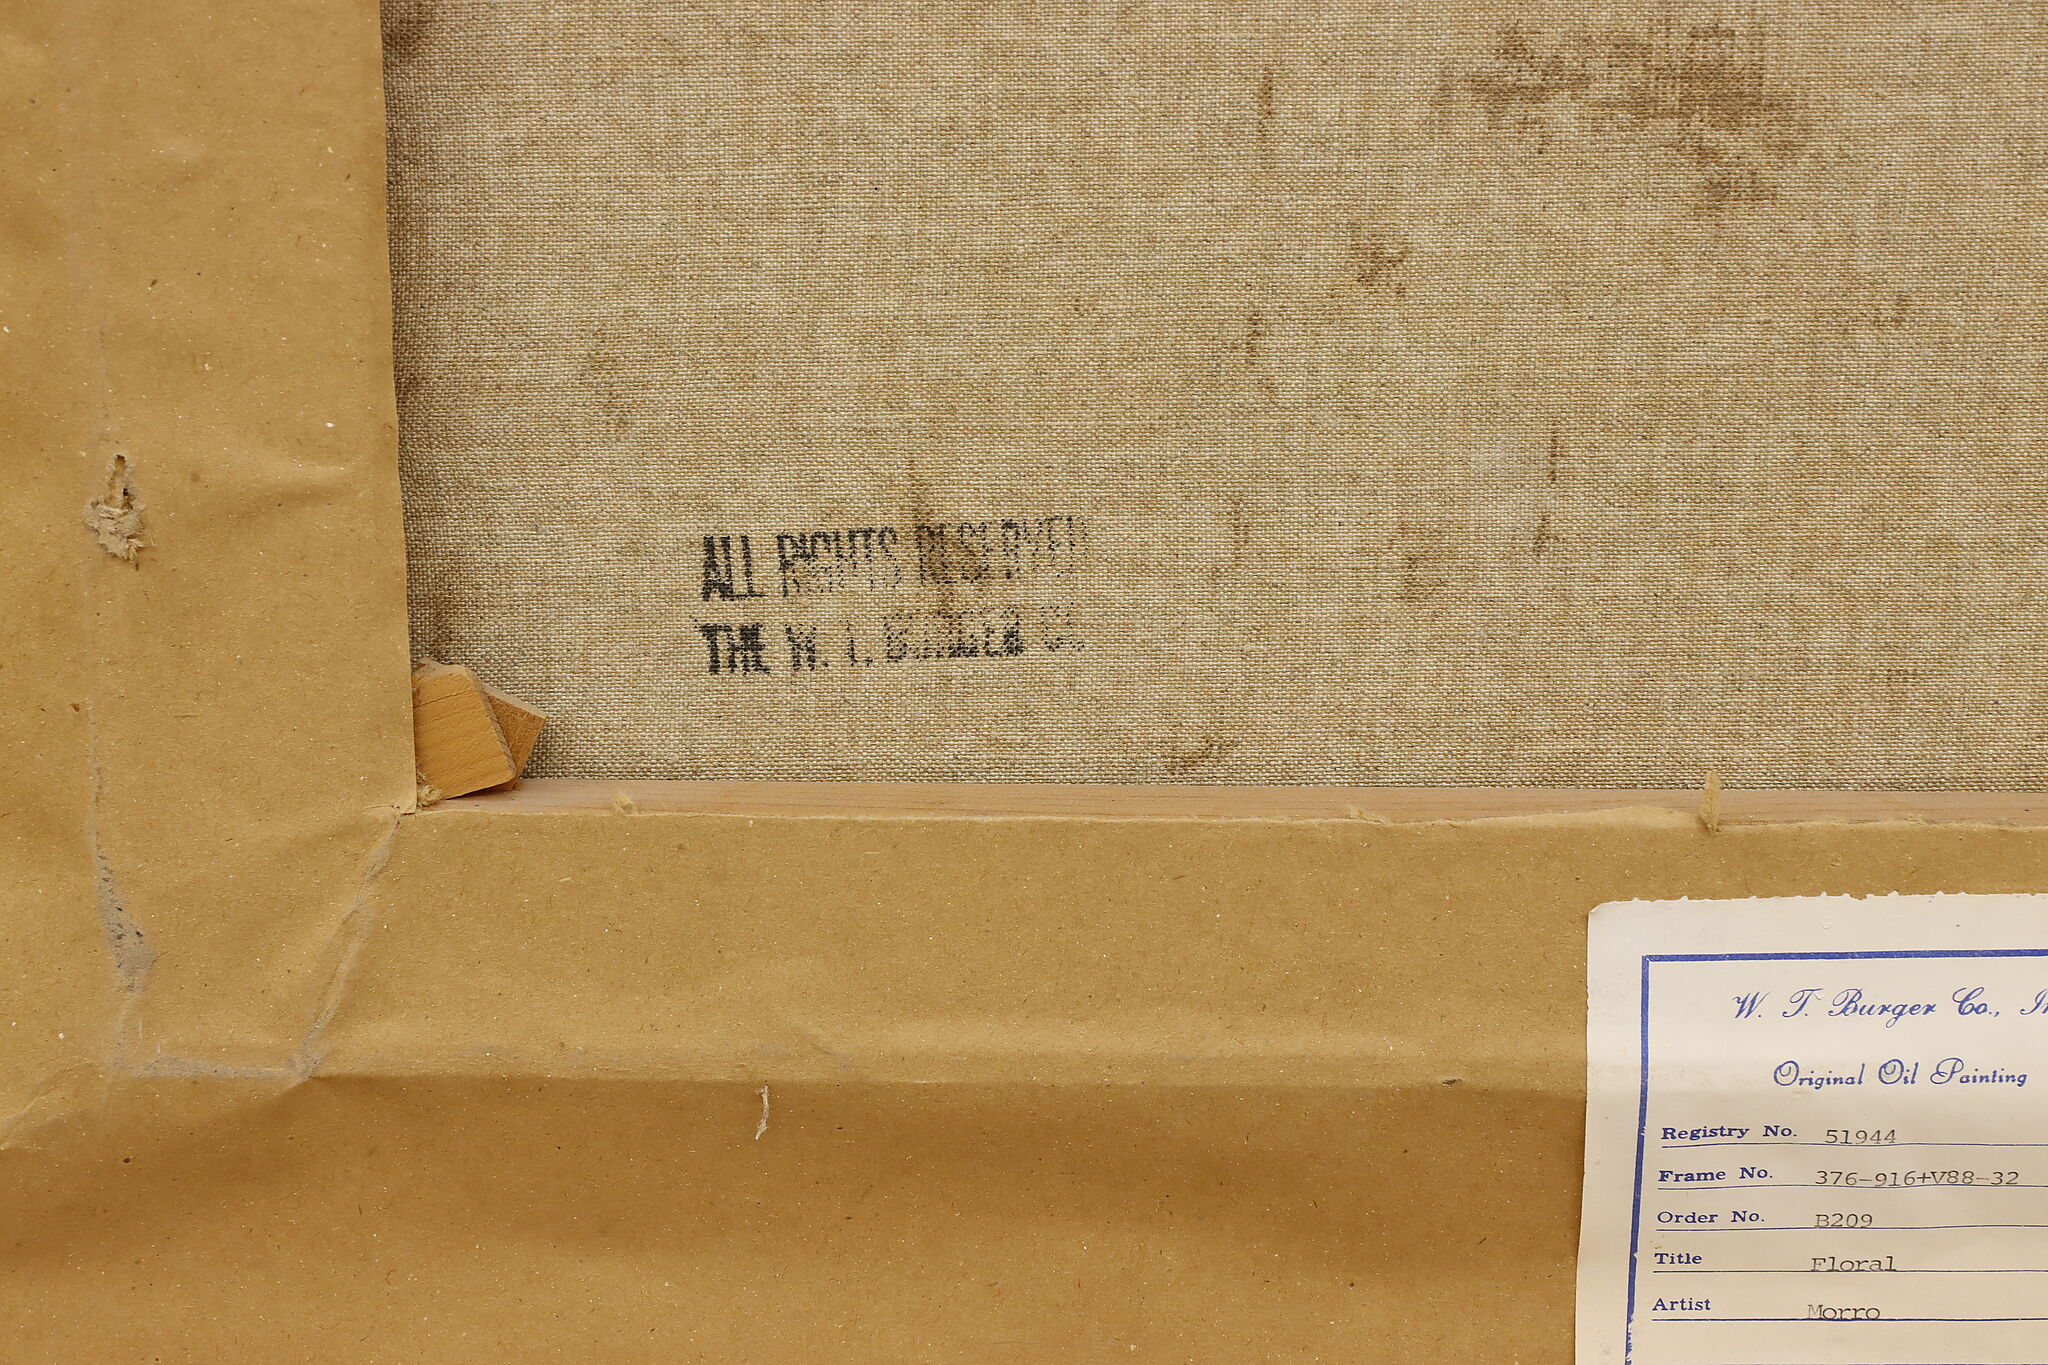 ALL RIGHTS RESERVED
THE W. T. BURGER CO
W. T. Burger Co., In
Original Oil Painting
Registry No. 51944
Frame No. 376-916+V88-32
Order No. B209
Title Floral
Artist Morro